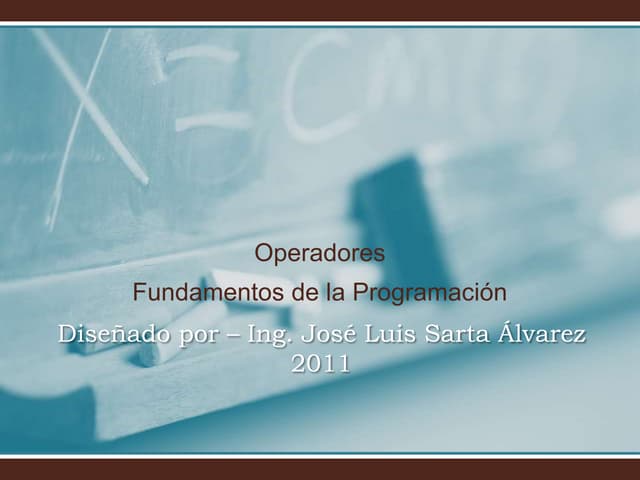 Operadores
Fundamentos de la Programación
Diseñado por – Ing. José Luis Sarta Álvarez
2011